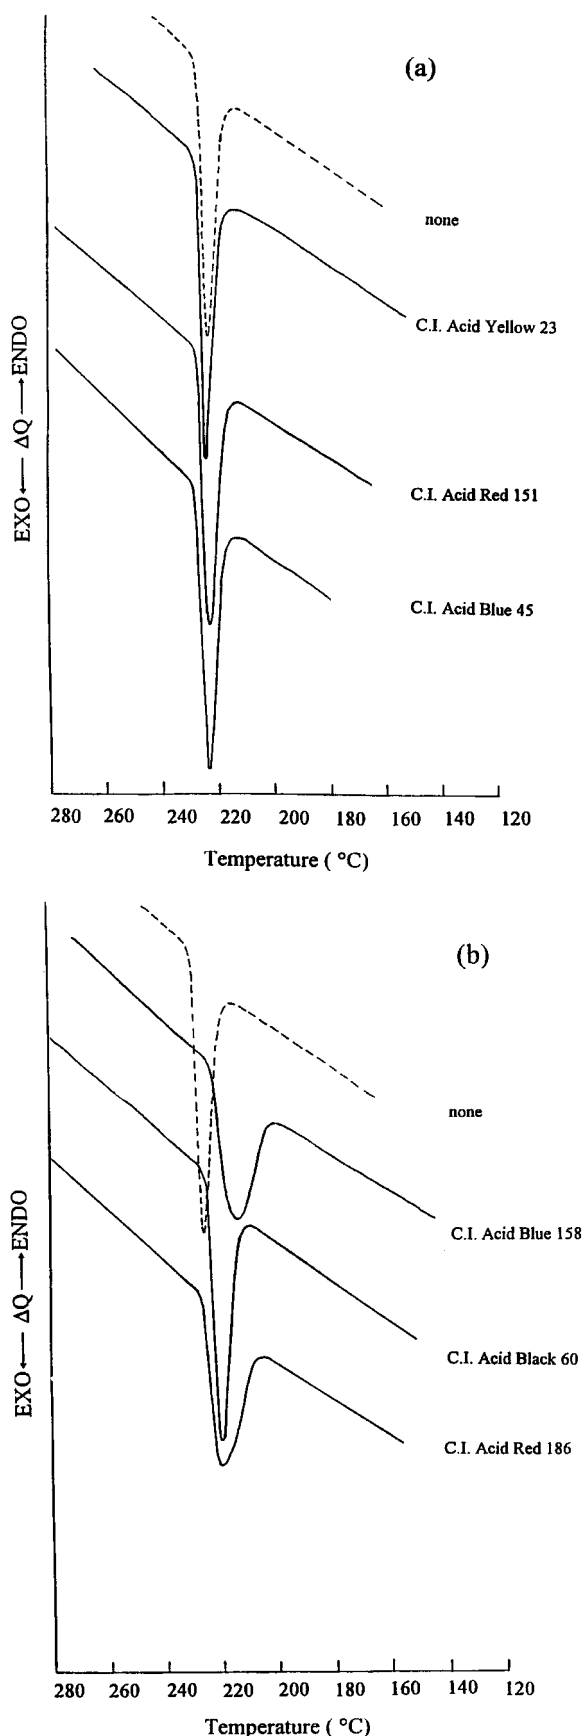 (a)
none
C.I. Acid Yellow 23
C.I. Acid Red 151
C.I. Acid Blue 45
EXO← ΔQ →ENDO
280 260 240 220 200 180 160 140 120
Temperature ( °C)
(b)
none
C.I. Acid Blue 158
C.I. Acid Black 60
C.I. Acid Red 186
EXO← ΔQ →ENDO
280 260 240 220 200 180 160 140 120
Temperature ( °C)